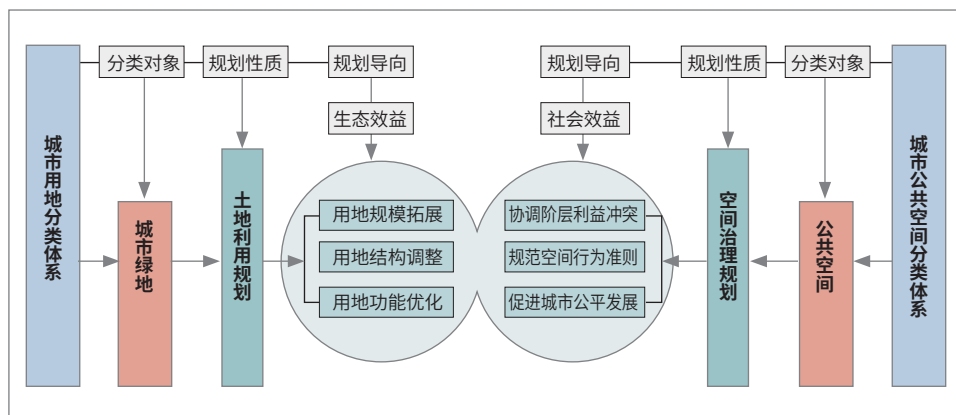 分类对象
规划性质
规划导向
规划导向
规划性质
分类对象
生态效益
社会效益
城市用地分类体系
城市绿地
土地利用规划
用地规模拓展
用地结构调整
用地功能优化
协调阶层利益冲突
规范空间行为准则
促进城市公平发展
空间治理规划
公共空间
城市公共空间分类体系